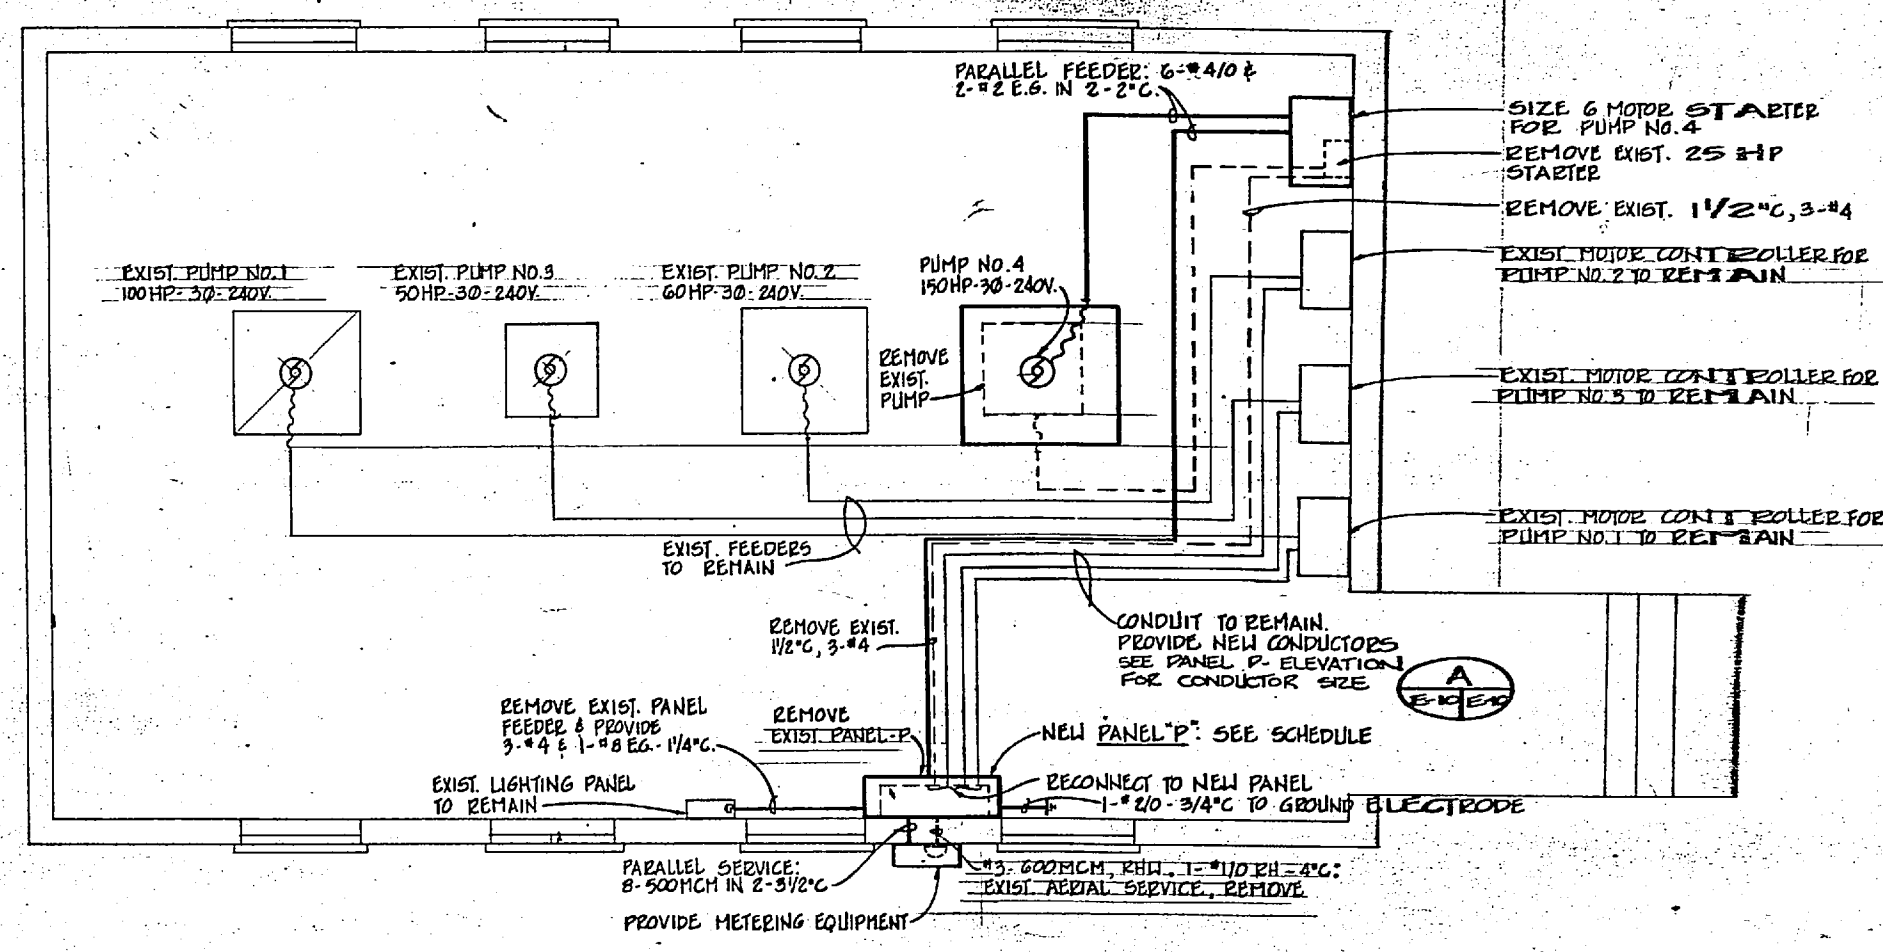 PARALLEL FEEDER: 6-#4/0 &
2-#2 E.G. IN 2-2"C.
SIZE 6 MOTOR STARTER
FOR PUMP NO.4
REMOVE EXIST. 25 HP
STARTER
REMOVE EXIST. 1 1/2"C, 3-#4
EXIST. MOTOR CONTROLLER FOR
PUMP NO.2 TO REMAIN
EXIST. PUMP NO.1
100HP-3Ø-240V.
EXIST. PUMP NO.3
50HP-3Ø-240V.
EXIST. PUMP NO.2
60HP-3Ø-240V.
PUMP NO.4
150HP-3Ø-240V.
REMOVE
EXIST.
PUMP
EXIST. MOTOR CONTROLLER FOR
PUMP NO.3 TO REMAIN
EXIST. MOTOR CONTROLLER FOR
PUMP NO.1 TO REMAIN
EXIST. FEEDERS
TO REMAIN
REMOVE EXIST.
1 1/2"C, 3-#4
CONDUIT TO REMAIN.
PROVIDE NEW CONDUCTORS
SEE PANEL P- ELEVATION
FOR CONDUCTOR SIZE
A
E-10 E-10
REMOVE EXIST. PANEL
FEEDER & PROVIDE
3-#4 & 1-#8 EG.-1 1/4"C.
REMOVE
EXIST. PANEL-P
NEW PANEL "P": SEE SCHEDULE
EXIST. LIGHTING PANEL
TO REMAIN
RECONNECT TO NEW PANEL
1-#2/0-3/4"C TO GROUND ELECTRODE
PARALLEL SERVICE:
8-500MCM IN 2-3 1/2"C
#3-600MCM, RHW, 1-#1/0 RH-4"C:
EXIST. AERIAL SERVICE, REMOVE
PROVIDE METERING EQUIPMENT